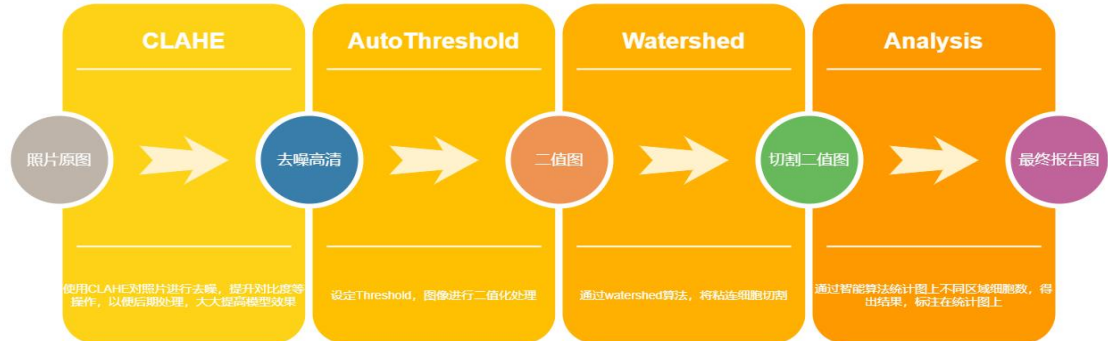 CLAHE
AutoThreshold
Watershed
Analysis
照片原图
去噪高清
二值图
切割二值图
最终报告图
使用CLAHE对照片进行去噪，提升对比度等
操作，以便后期处理，大大提高模型效果
设定Threshold，图像进行二值化处理
通过watershed算法，将粘连细胞切割
通过智能算法统计图上不同区域细胞数，得
出结果，标注在统计图上